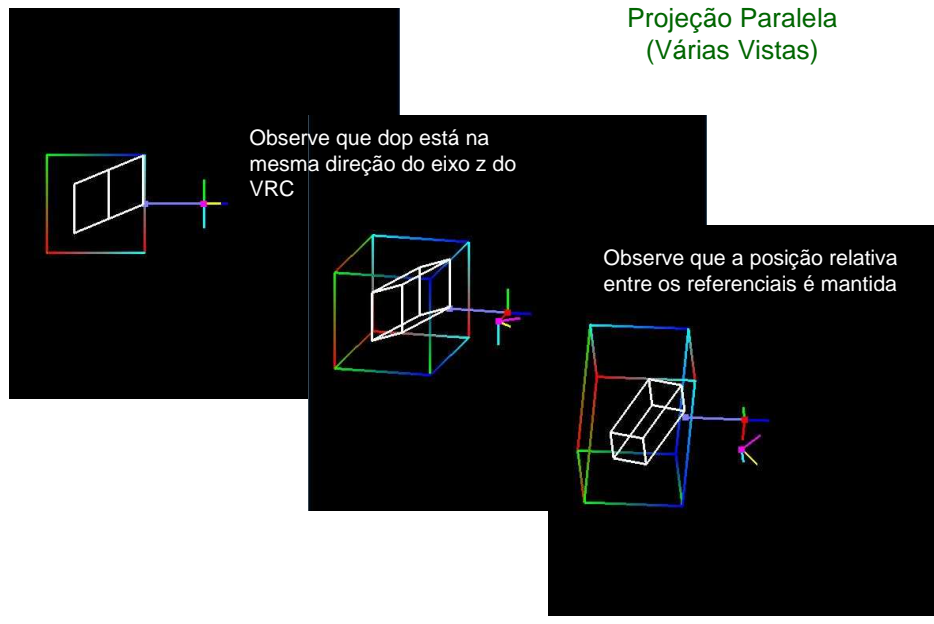 Projeção Paralela
(Várias Vistas)
Observe que dop está na
mesma direção do eixo z do
VRC
Observe que a posição relativa
entre os referenciais é mantida